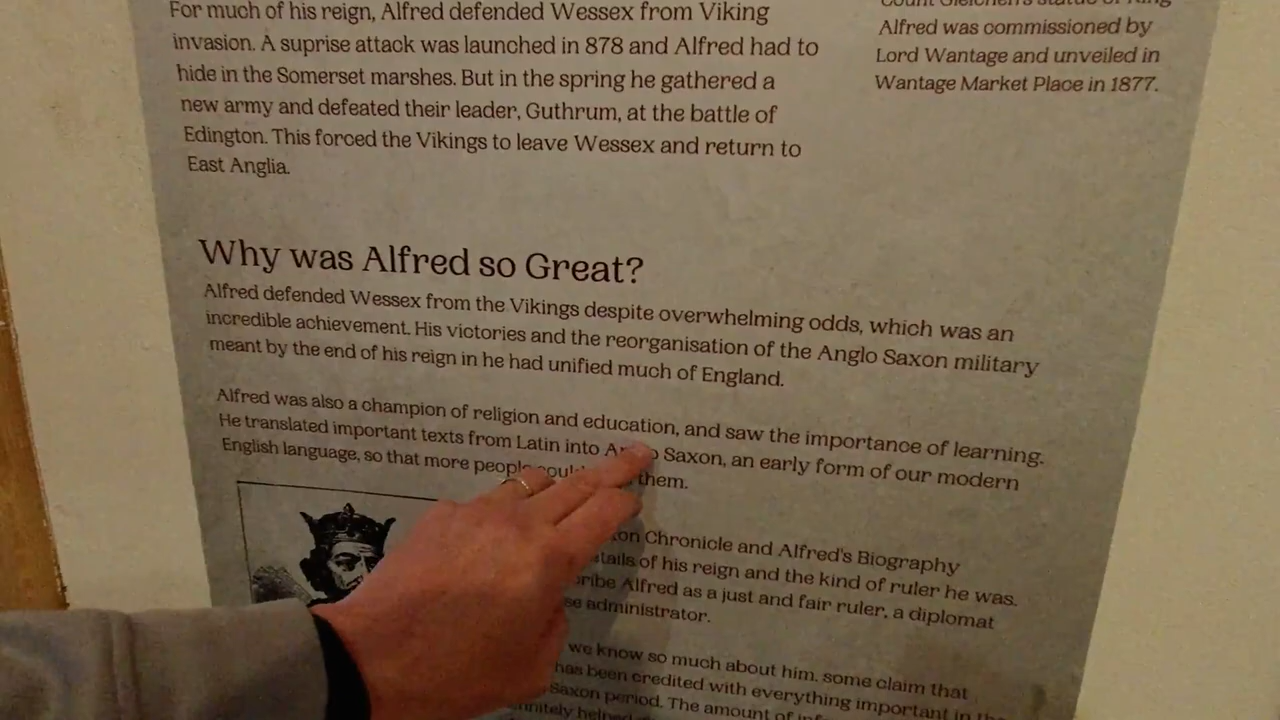 For much of his reign, Alfred defended Wessex from Viking
invasion. A suprise attack was launched in 878 and Alfred had to
hide in the Somerset marshes. But in the spring he gathered a
new army and defeated their leader, Guthrum, at the battle of
Edington. This forced the Vikings to leave Wessex and return to
East Anglia.
Alfred was commissioned by
Lord Wantage and unveiled in
Wantage Market Place in 1877.
Why was Alfred so Great?
Alfred defended Wessex from the Vikings despite overwhelming odds, which was an
incredible achievement. His victories and the reorganisation of the Anglo Saxon military
meant by the end of his reign in he had unified much of England.
Alfred was also a champion of religion and education, and saw the importance of learning.
He translated important texts from Latin into Saxon, an early form of our modern
English language, so that more people them.
Chronicle and Alfred's Biography
of his reign and the kind of ruler he was.
Alfred as a just and fair ruler, a diplomat
administrator.
we know so much about him, some claim that
has been credited with everything important in
Saxon period. The amount of